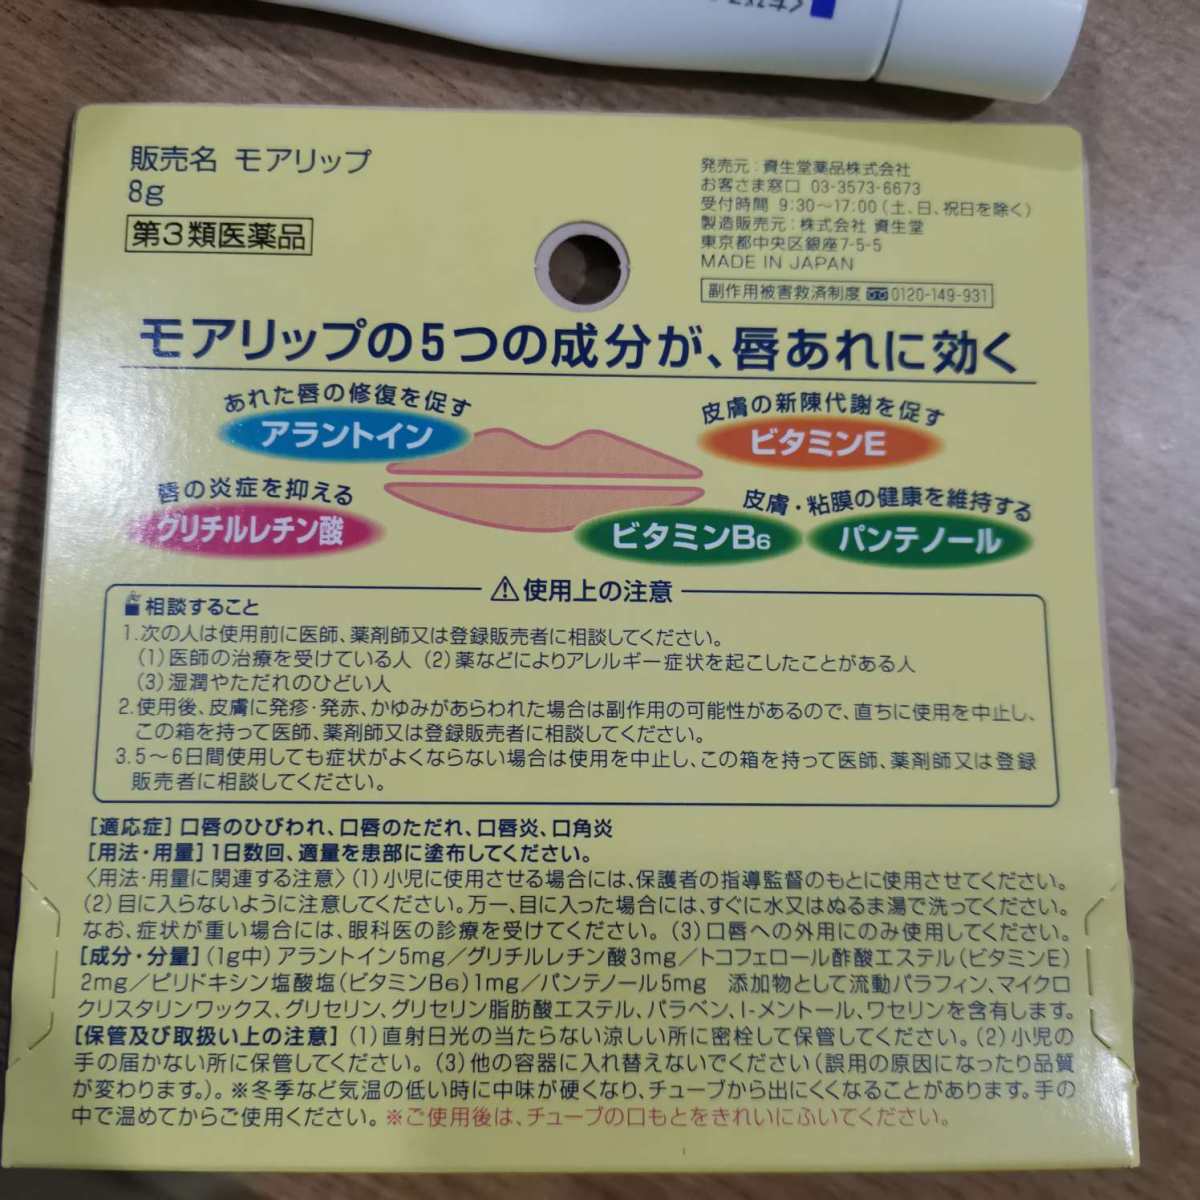 くちびる
販売名 モアリップ
8g
第3類医薬品
発売元:資生堂薬品株式会社
お客さま窓口 03-3573-6673
受付時間 9:30〜17:00(土、日、祝日を除く)
製造販売元:株式会社 資生堂
東京都中央区銀座7-5-5
MADE IN JAPAN
副作用被害救済制度 0120-149-931
モアリップの5つの成分が、唇あれに効く
あれた唇の修復を促す
アラントイン
皮膚の新陳代謝を促す
ビタミンE
唇の炎症を抑える
グリチルレチン酸
皮膚・粘膜の健康を維持する
ビタミンB6
パンテノール
使用上の注意
相談すること
1.次の人は使用前に医師、薬剤師又は登録販売者に相談してください。
(1)医師の治療を受けている人 (2)薬などによりアレルギー症状を起こしたことがある人
(3)湿潤やただれのひどい人
2.使用後、皮膚に発疹・発赤、かゆみがあらわれた場合は副作用の可能性があるので、直ちに使用を中止し、
この箱を持って医師、薬剤師又は登録販売者に相談してください。
3.5〜6日間使用しても症状がよくならない場合は使用を中止し、この箱を持って医師、薬剤師又は登録
販売者に相談してください。
[適応症]口唇のひびわれ、口唇のただれ、口唇炎、口角炎
[用法・用量]1日数回、適量を患部に塗布してください。
〈用法・用量に関連する注意〉(1)小児に使用させる場合には、保護者の指導監督のもとに使用させてください。
(2)目に入らないように注意してください。万一、目に入った場合には、すぐに水又はぬるま湯で洗ってください。
なお、症状が重い場合には、眼科医の診療を受けてください。(3)口唇への外用にのみ使用してください。
[成分・分量](1g中)アラントイン5mg/グリチルレチン酸3mg/トコフェロール酢酸エステル(ビタミンE)
2mg/ピリドキシン塩酸塩(ビタミンB6)1mg/パンテノール5mg 添加物として流動パラフィン、マイクロ
クリスタリンワックス、グリセリン、グリセリン脂肪酸エステル、パラベン、l-メントール、ワセリンを含有します。
[保管及び取扱い上の注意](1)直射日光の当たらない涼しい所に密栓して保管してください。(2)小児の
手の届かない所に保管してください。(3)他の容器に入れ替えないでください(誤用の原因になったり品質
が変わります。)。※冬季など気温の低い時に中味が硬くなり、チューブから出にくくなることがあります。手の
中で温めてからご使用ください。※ご使用後は、チューブの口もとをきれいにふいてください。